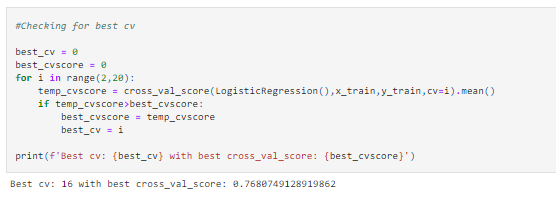 #Checking for best cv
best_cv = 0
best_cvscore = 0
for i in range(2,20):
    temp_cvscore = cross_val_score(LogisticRegression(),x_train,y_train,cv=i).mean()
    if temp_cvscore>best_cvscore:
        best_cvscore = temp_cvscore
        best_cv = i
print(f'Best cv: {best_cv} with best cross_val_score: {best_cvscore}')
Best cv: 16 with best cross_val_score: 0.7680749128919862